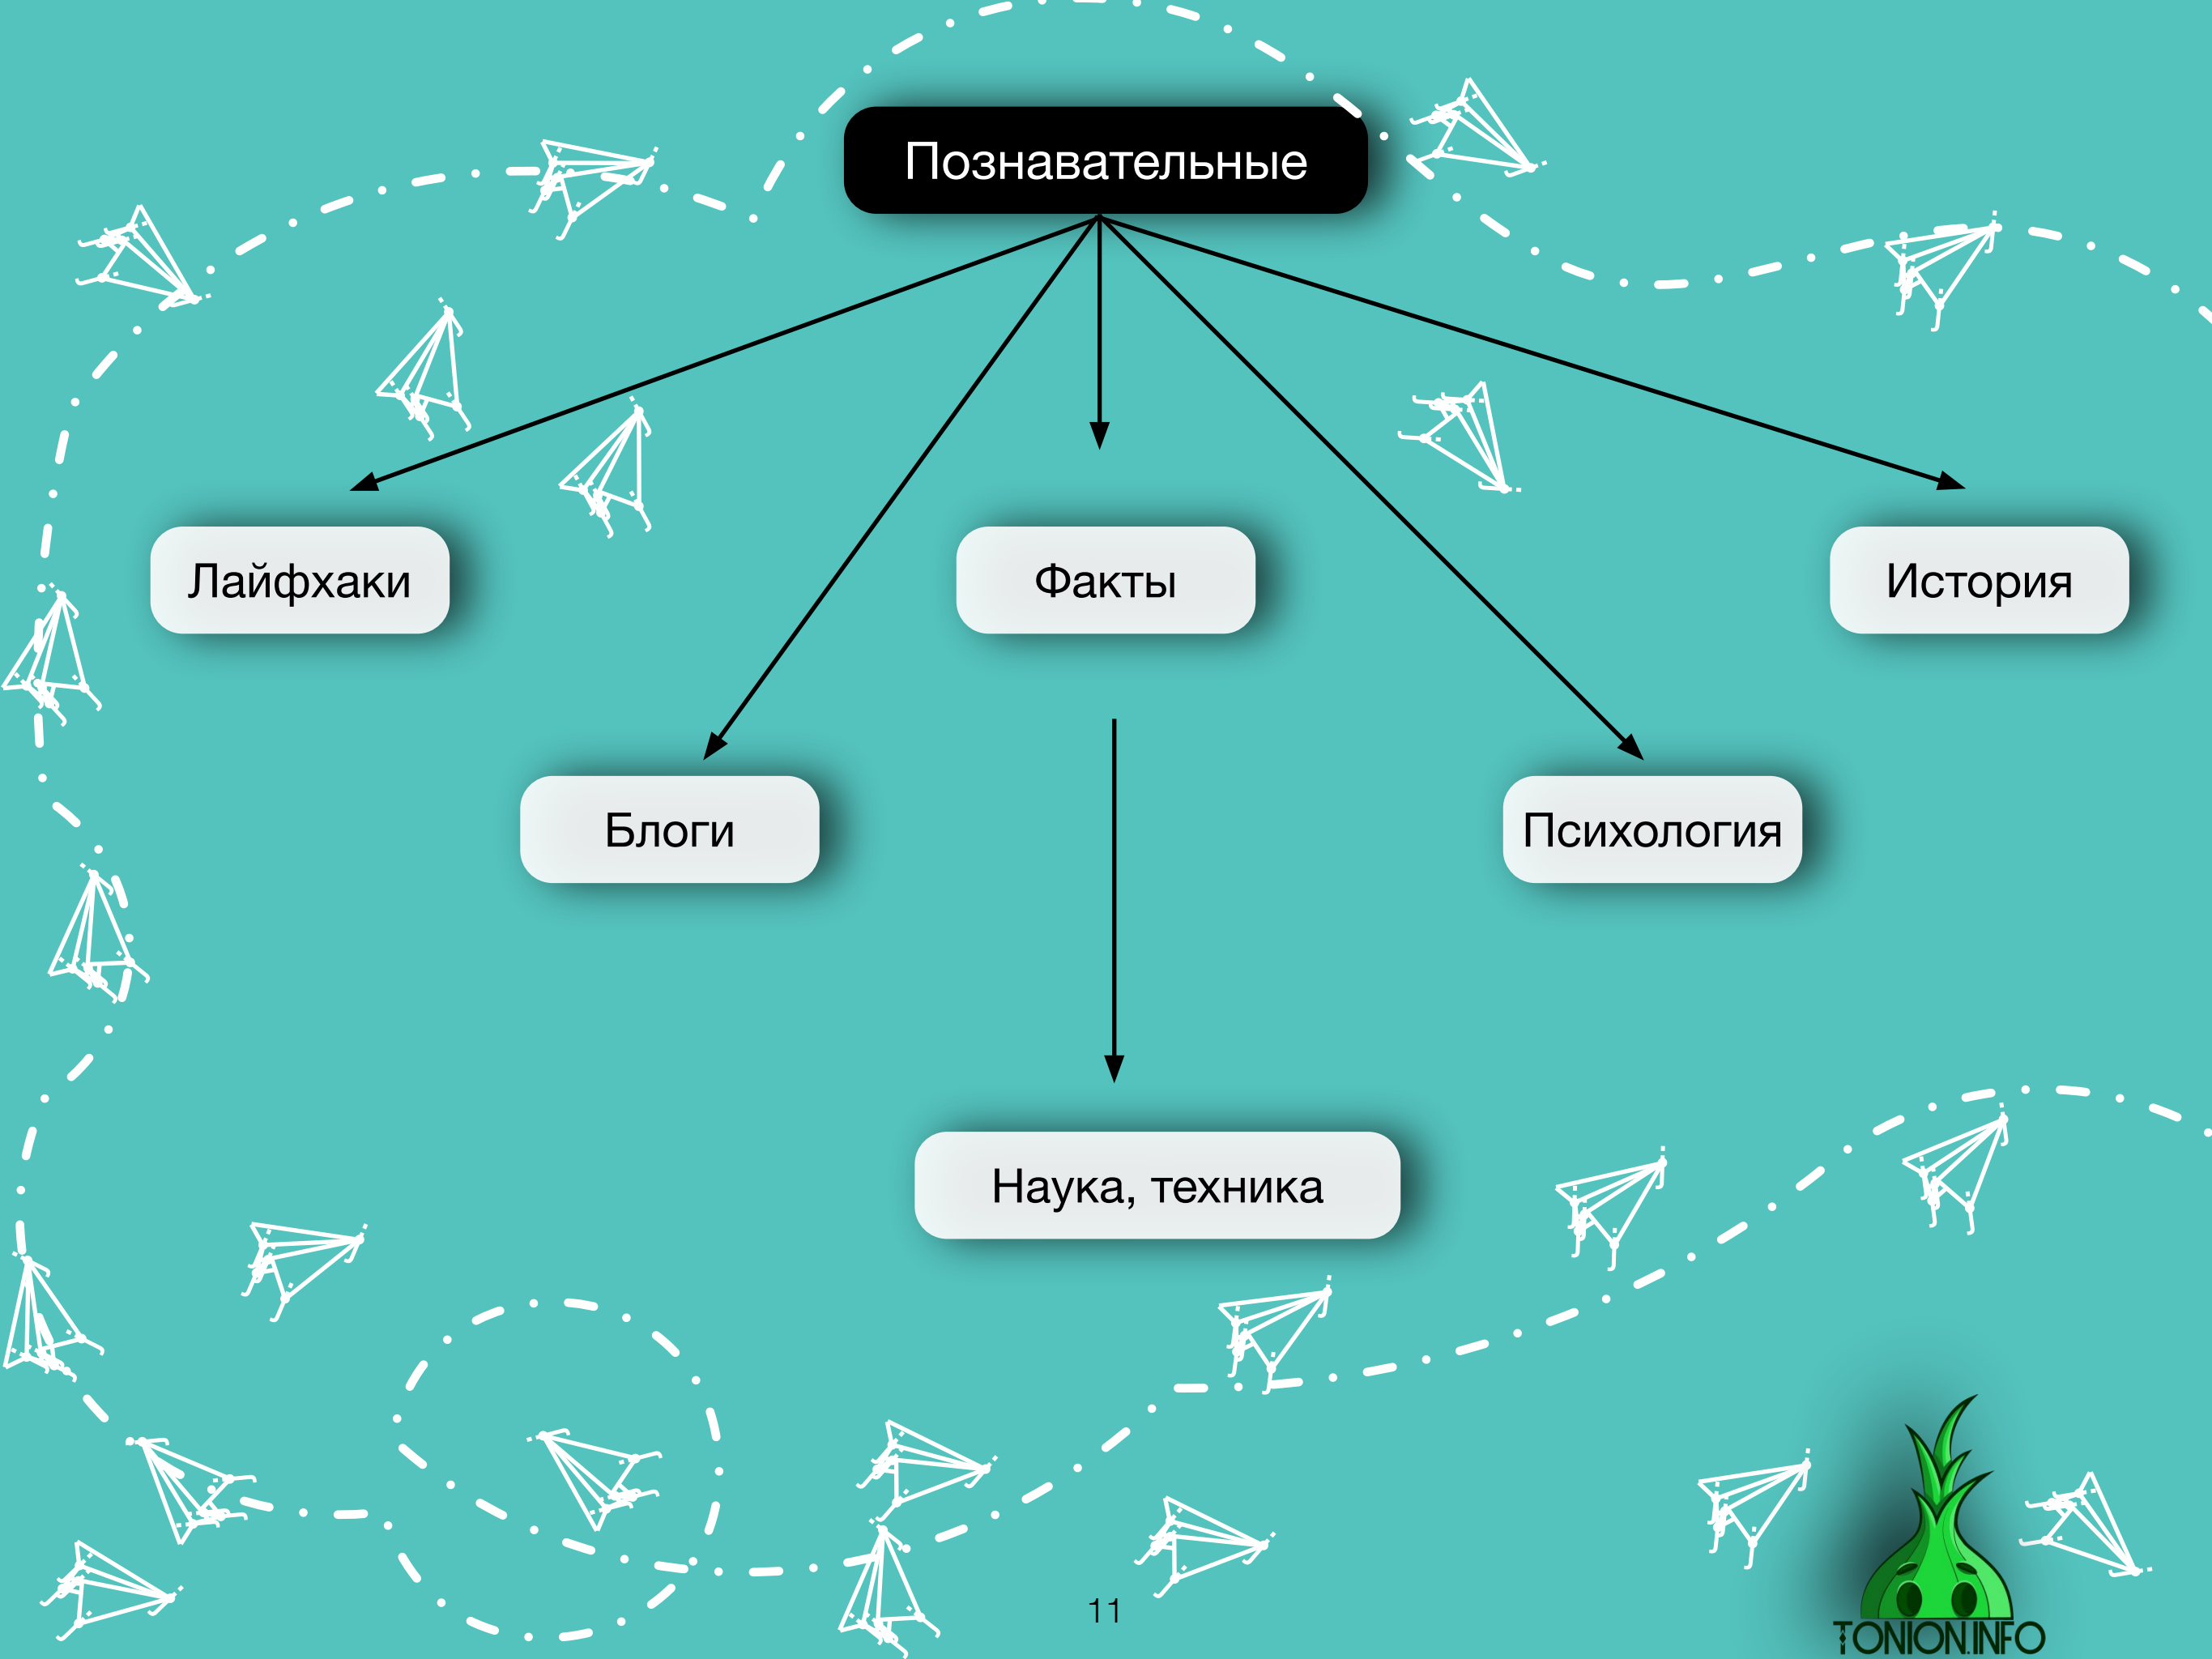 Познавательные
Лайфхаки
Факты
История
Блоги
Психология
Наука, техника
11
TONION.INFO